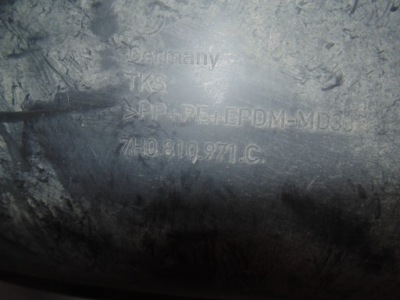 Germany
TKS
>PP+PE+EPDM-MD
7H0.810.971.C